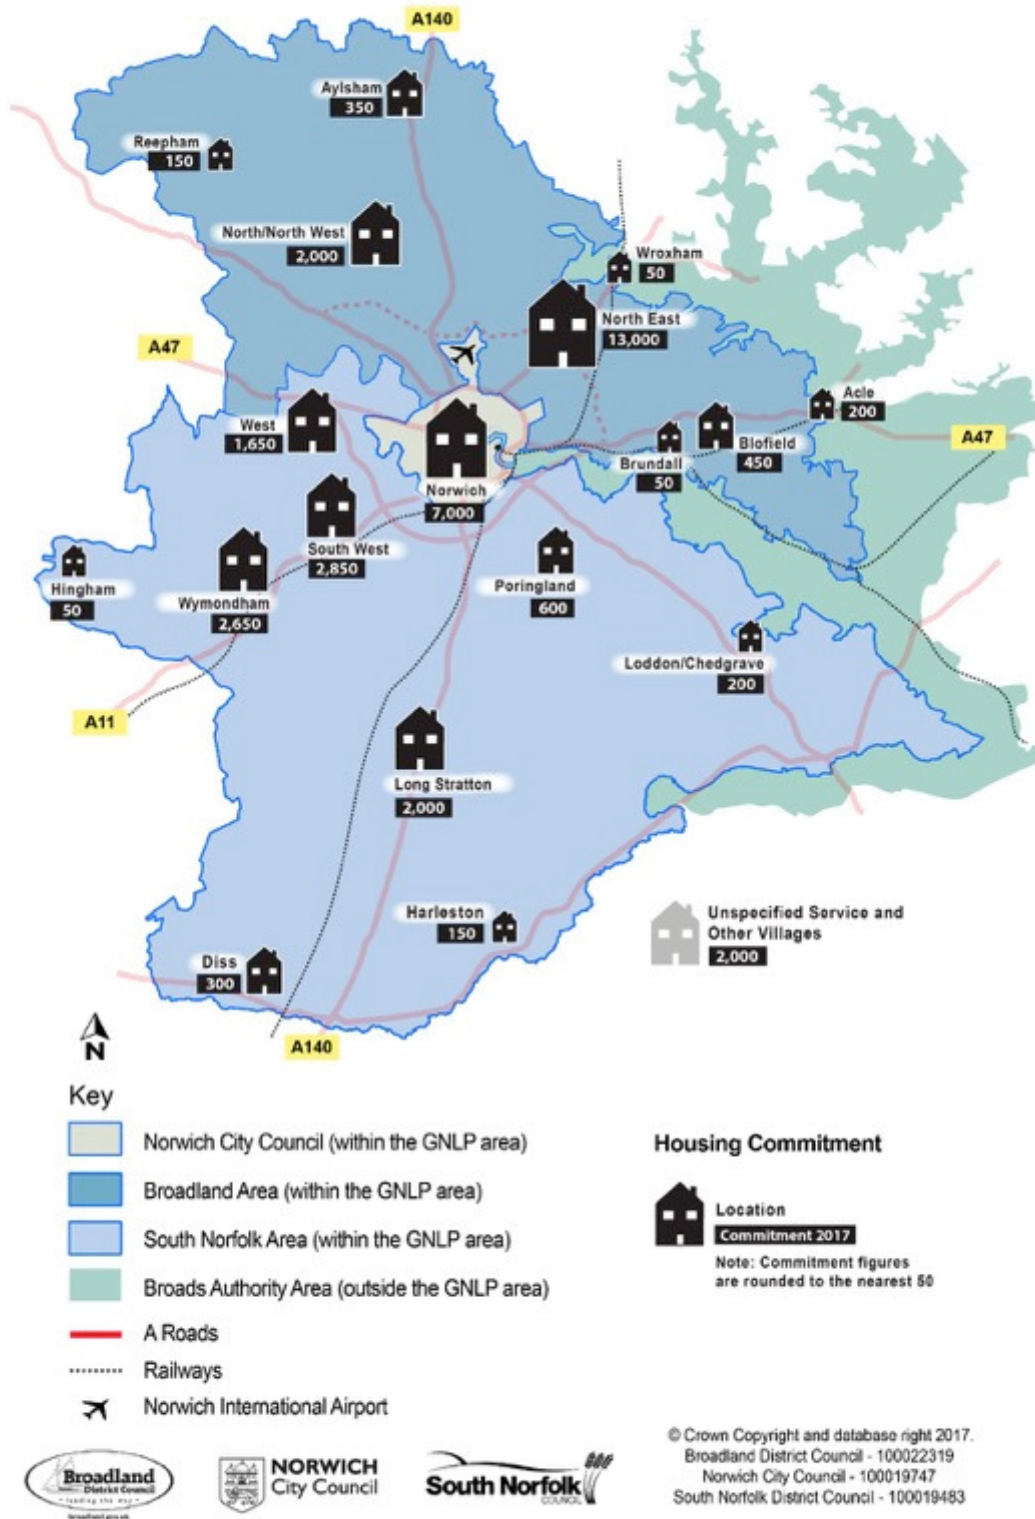 A140
Aylsham
350
Reepham
150
North/North West
2,000
Wroxham
50
North East
13,000
A47
West
1,650
Acle
200
Blofield
450
A47
Brundall
50
Norwich
7,000
South West
2,850
Hingham
50
Wymondham
2,650
Poringland
600
Loddon/Chedgrave
200
A11
Long Stratton
2,000
Harleston
150
Unspecified Service and
Other Villages
2,000
Diss
300
A140
N
Key
Norwich City Council (within the GNLP area)
Broadland Area (within the GNLP area)
South Norfolk Area (within the GNLP area)
Broads Authority Area (outside the GNLP area)
A Roads
Railways
Norwich International Airport
Housing Commitment
Location
Commitment 2017
Note: Commitment figures
are rounded to the nearest 50
Broadland
District Council
- leading the way -
broadland.gov.uk
NORWICH
City Council
South Norfolk
COUNCIL
© Crown Copyright and database right 2017.
Broadland District Council - 100022319
Norwich City Council - 100019747
South Norfolk District Council - 100019483